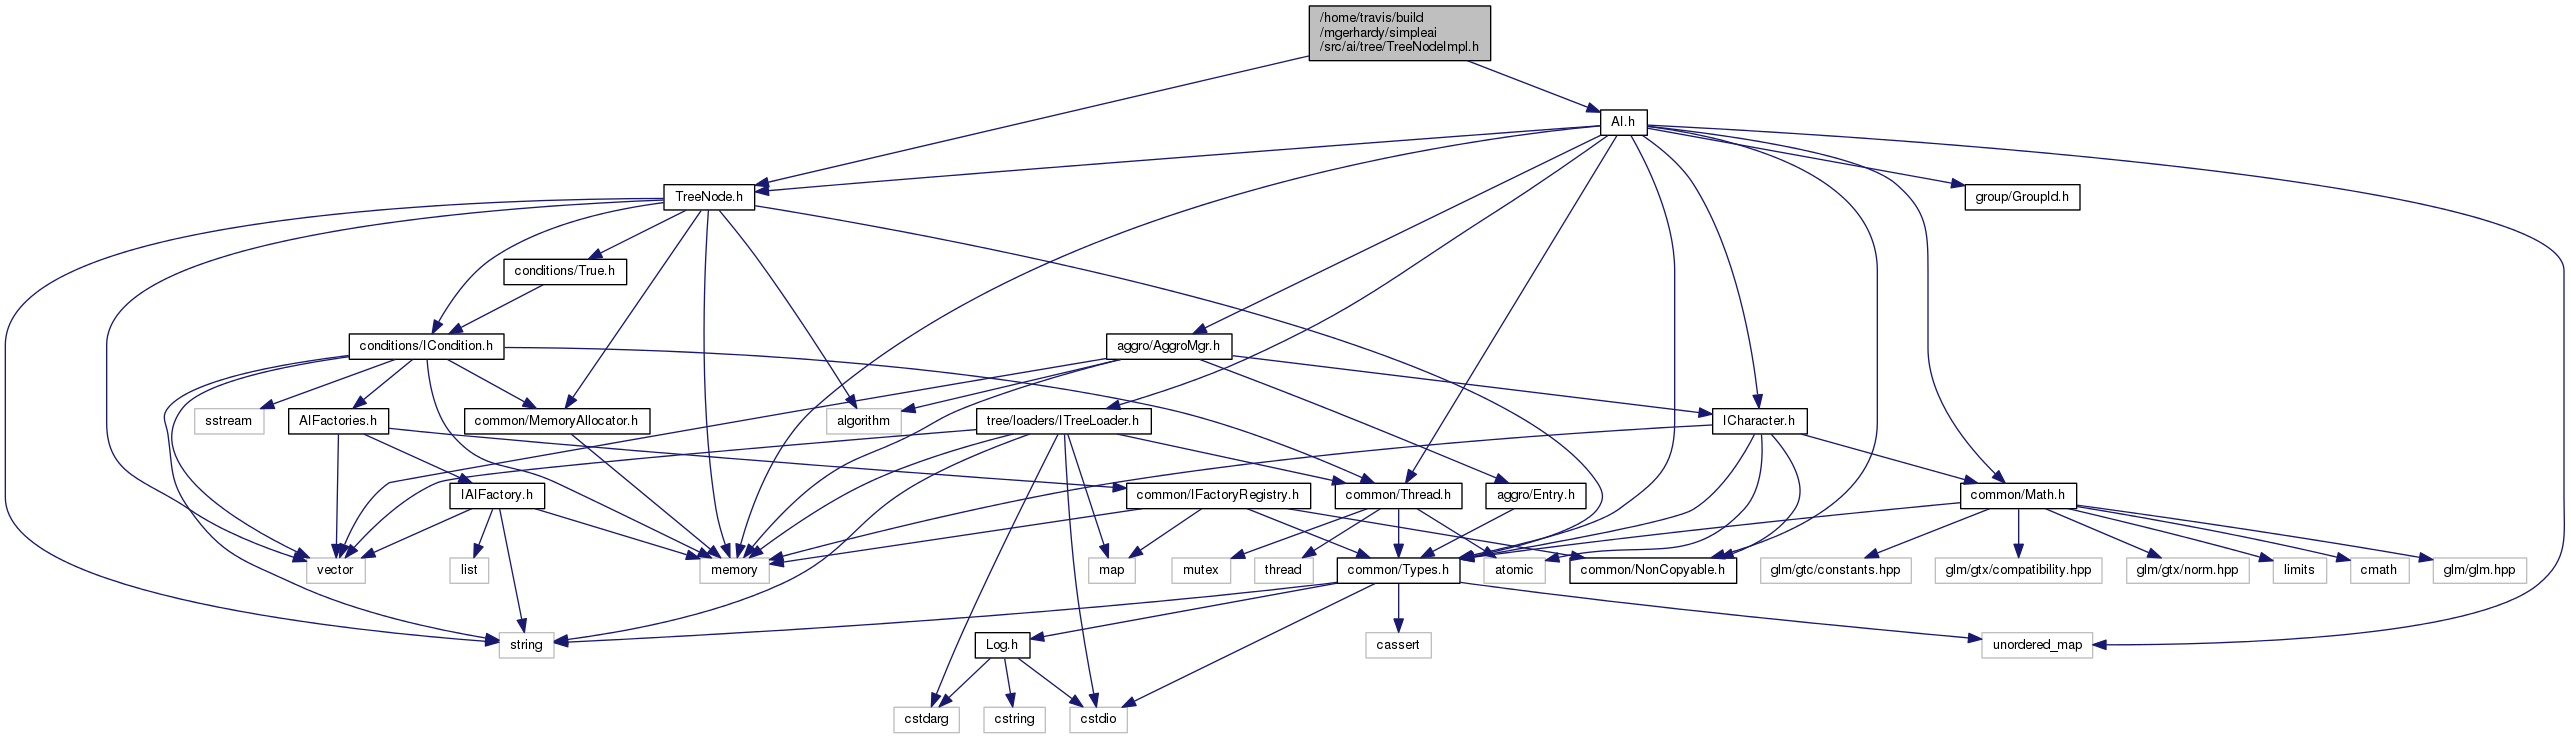 /home/travis/build
/mgerhardy/simpleai
/src/ai/tree/TreeNodeImpl.h
AI.h
TreeNode.h
group/GroupId.h
conditions/True.h
conditions/ICondition.h
aggro/AggroMgr.h
sstream
AIFactories.h
common/MemoryAllocator.h
algorithm
tree/loaders/ITreeLoader.h
ICharacter.h
IAIFactory.h
common/IFactoryRegistry.h
common/Thread.h
aggro/Entry.h
common/Math.h
vector
list
memory
map
mutex
thread
common/Types.h
atomic
common/NonCopyable.h
glm/gtc/constants.hpp
glm/gtx/compatibility.hpp
glm/gtx/norm.hpp
limits
cmath
glm/glm.hpp
string
Log.h
cassert
unordered_map
cstdarg
cstring
cstdio